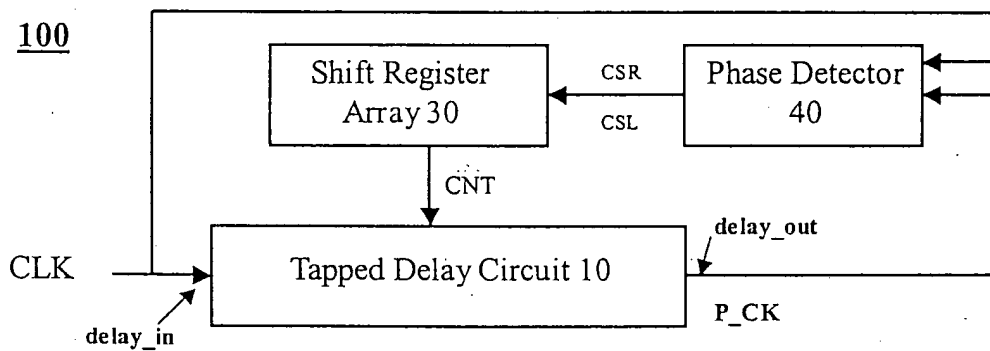 100
Shift Register
Array 30
CSR
CSL
Phase Detector
40
CNT
delay_out
CLK
Tapped Delay Circuit 10
P_CK
delay_in